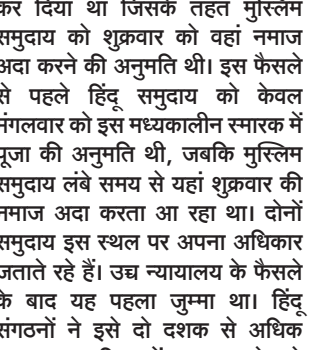 कर दिया था जिसके तहत मुस्लिम
समुदाय को शुक्रवार को वहां नमाज
अदा करने की अनुमति थी। इस फैसले
से पहले हिंदू समुदाय को केवल
मंगलवार को इस मध्यकालीन स्मारक में
पूजा की अनुमति थी, जबकि मुस्लिम
समुदाय लंबे समय से यहां शुक्रवार की
नमाज अदा करता आ रहा था। दोनों
समुदाय इस स्थल पर अपना अधिकार
जताते रहे हैं। उच्च न्यायालय के फैसले
के बाद यह पहला जुम्मा था। हिंदू
संगठनों ने इसे दो दशक से अधिक